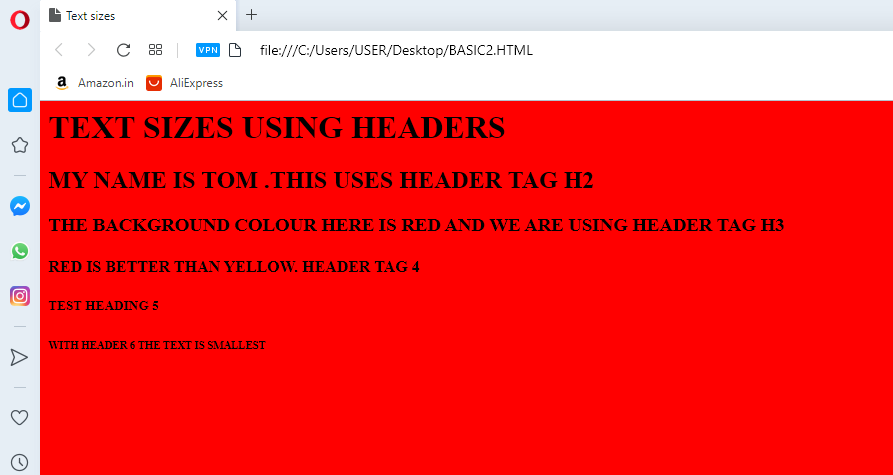 Text sizes
VPN
file:///C:/Users/USER/Desktop/BASIC2.HTML
a Amazon.in AliExpress
TEXT SIZES USING HEADERS
MY NAME IS TOM .THIS USES HEADER TAG H2
THE BACKGROUND COLOUR HERE IS RED AND WE ARE USING HEADER TAG H3
RED IS BETTER THAN YELLOW. HEADER TAG 4
TEST HEADING 5
WITH HEADER 6 THE TEXT IS SMALLEST